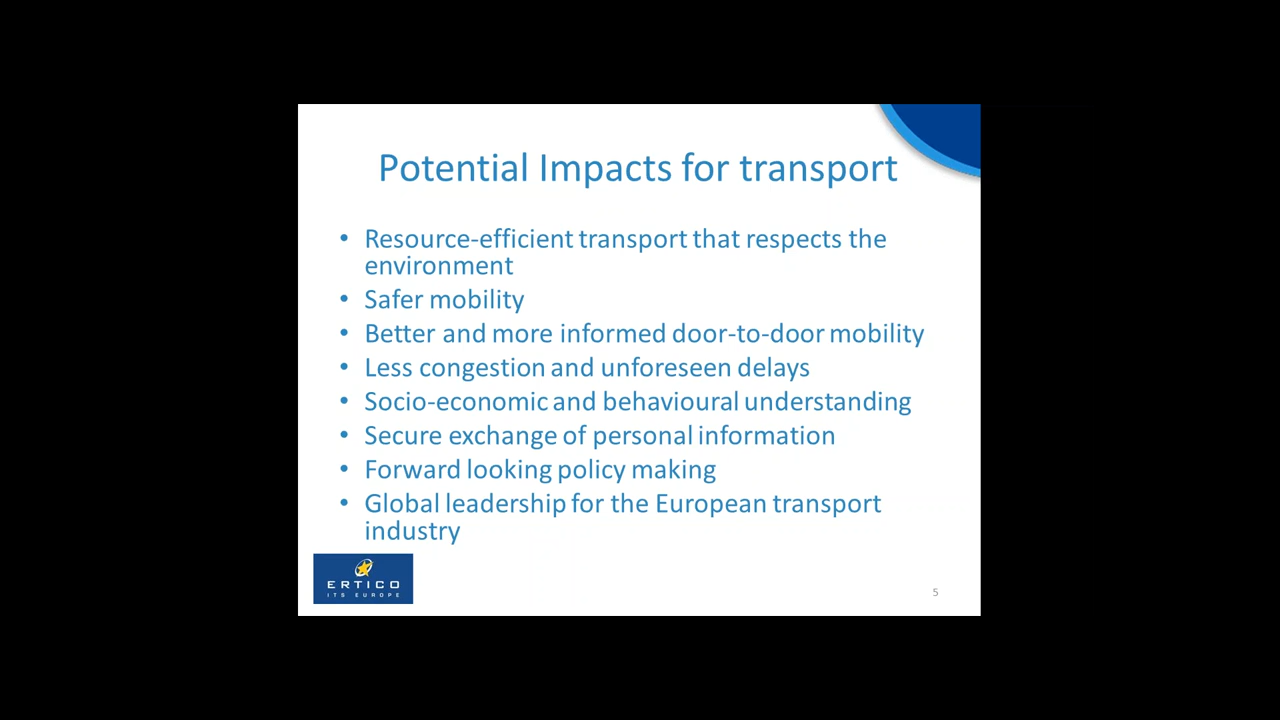 Potential Impacts for transport
• Resource-efficient transport that respects the
environment
• Safer mobility
• Better and more informed door-to-door mobility
• Less congestion and unforeseen delays
• Socio-economic and behavioural understanding
• Secure exchange of personal information
• Forward looking policy making
• Global leadership for the European transport
industry
ERTICO
ITS EUROPE
5